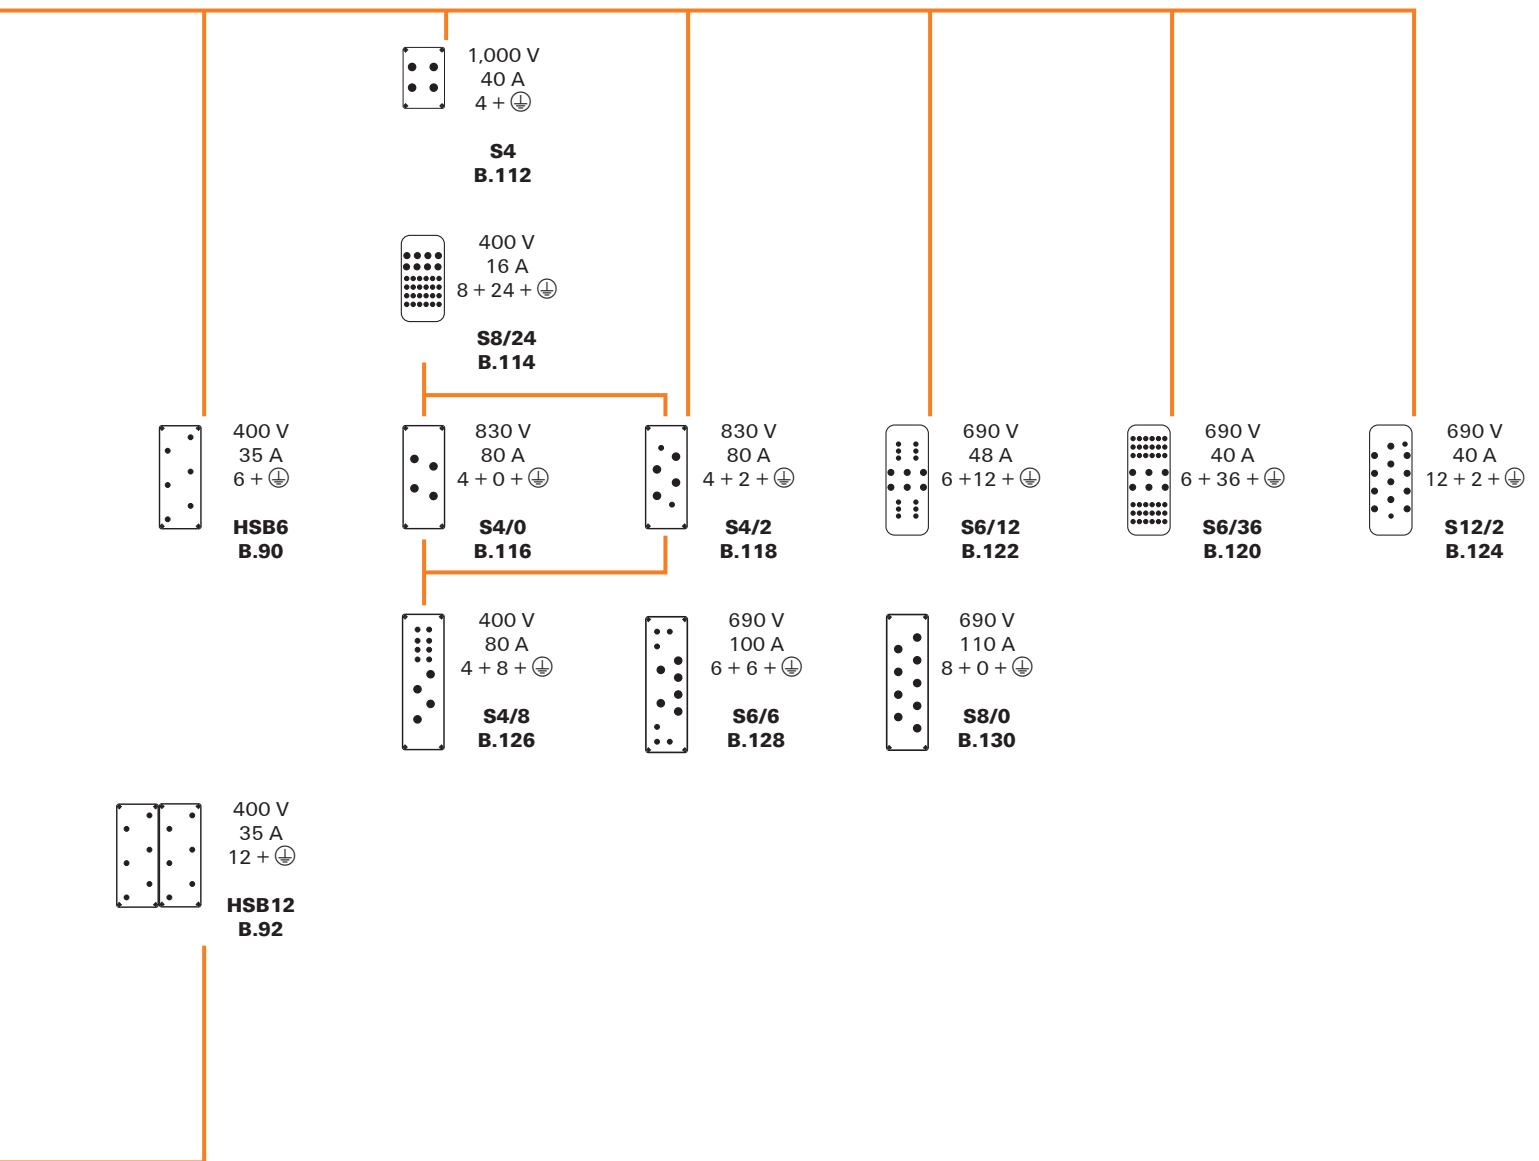 1,000 V
40 A
4 + ⏚
S4
B.112
400 V
16 A
8 + 24 + ⏚
S8/24
B.114
400 V
35 A
6 + ⏚
HSB6
B.90
830 V
80 A
4 + 0 + ⏚
S4/0
B.116
830 V
80 A
4 + 2 + ⏚
S4/2
B.118
690 V
48 A
6 +12 + ⏚
S6/12
B.122
690 V
40 A
6 + 36 + ⏚
S6/36
B.120
690 V
40 A
12 + 2 + ⏚
S12/2
B.124
400 V
80 A
4 + 8 + ⏚
S4/8
B.126
690 V
100 A
6 + 6 + ⏚
S6/6
B.128
690 V
110 A
8 + 0 + ⏚
S8/0
B.130
400 V
35 A
12 + ⏚
HSB12
B.92